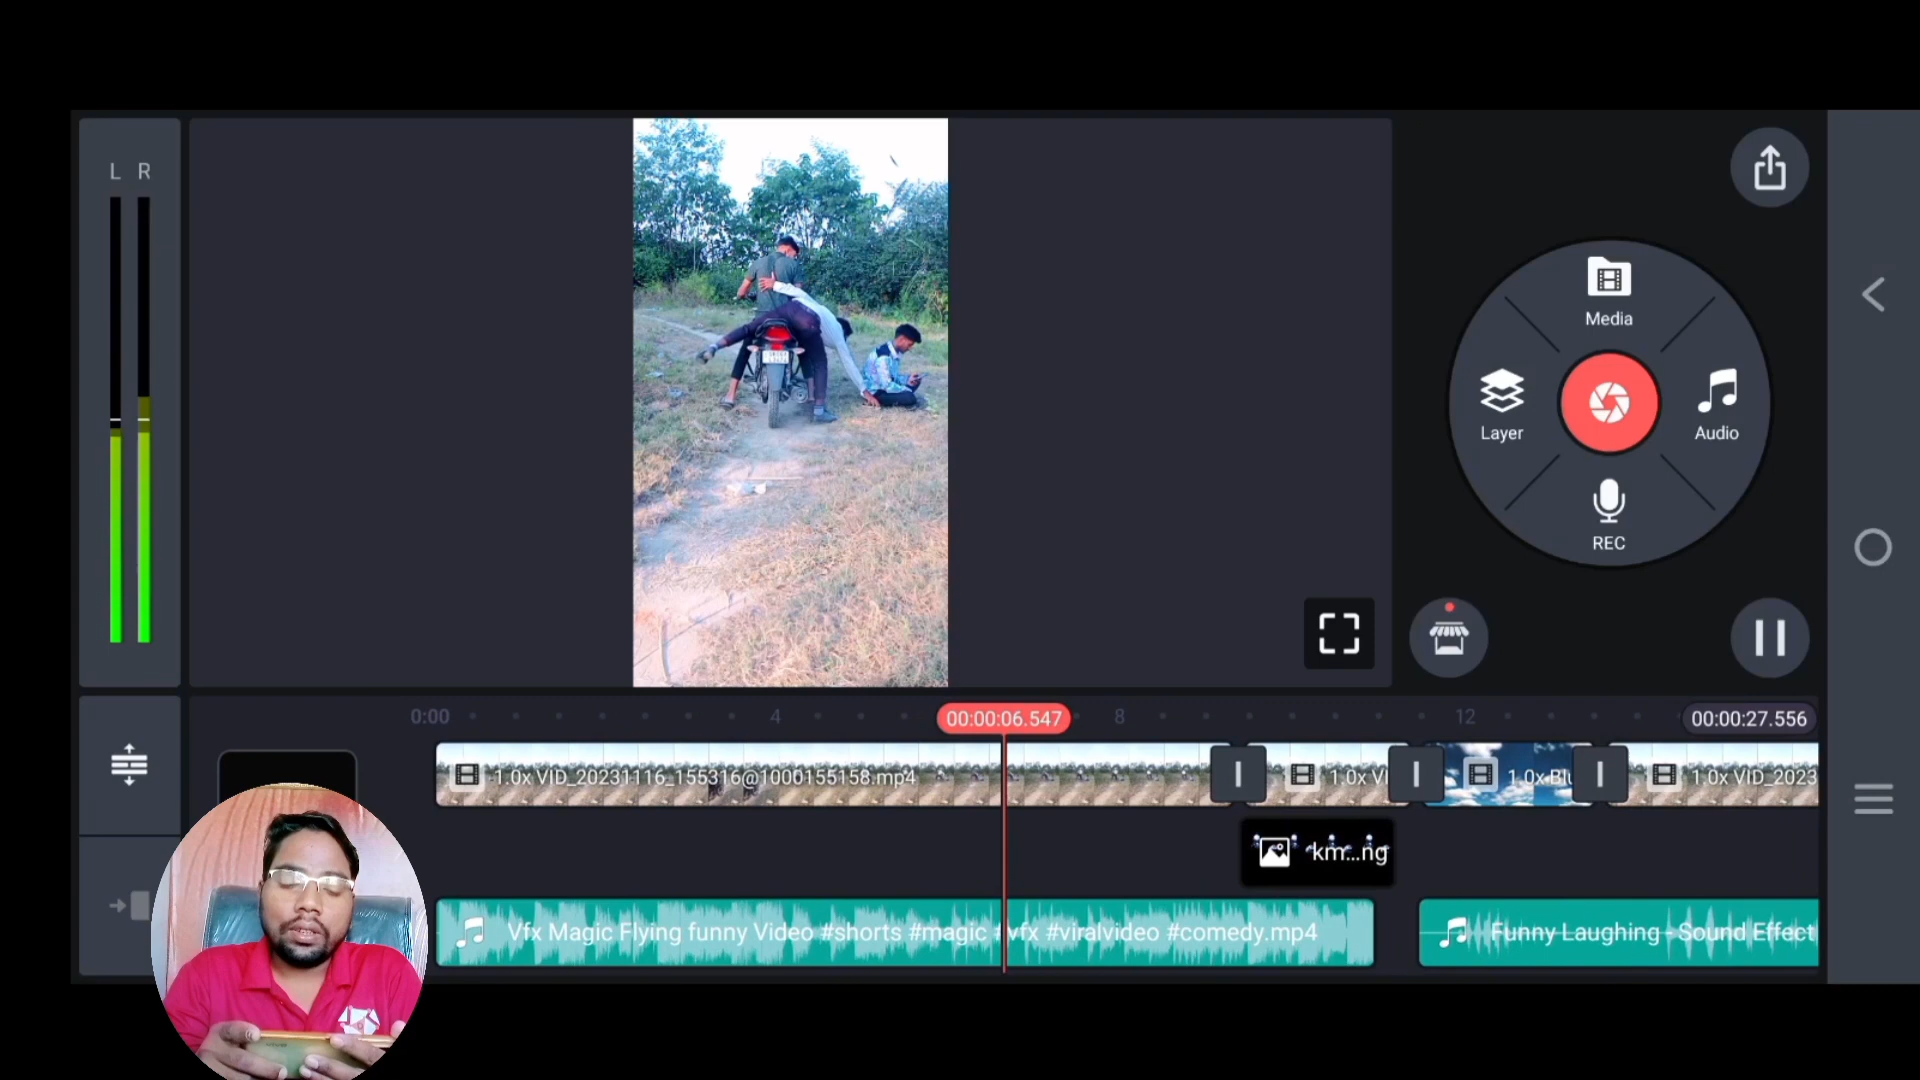 L R
Media
Layer
Audio
REC
0:00
4
00:00:06.547
8
12
00:00:27.556
1.0x VID_20231116_155316@1000155158.mp4
1.0x VI
1.0x Blu
1.0x VID_2023
km...ng
Vfx Magic Flying funny Video #shorts #magic #vfx #viralvideo #comedy.mp4
Funny Laughing - Sound Effect